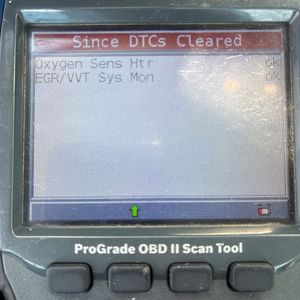 Since DTCs Cleared
Oxygen Sens Htr ok
EGR/VVT Sys Mon ok
ProGrade OBD II Scan Tool